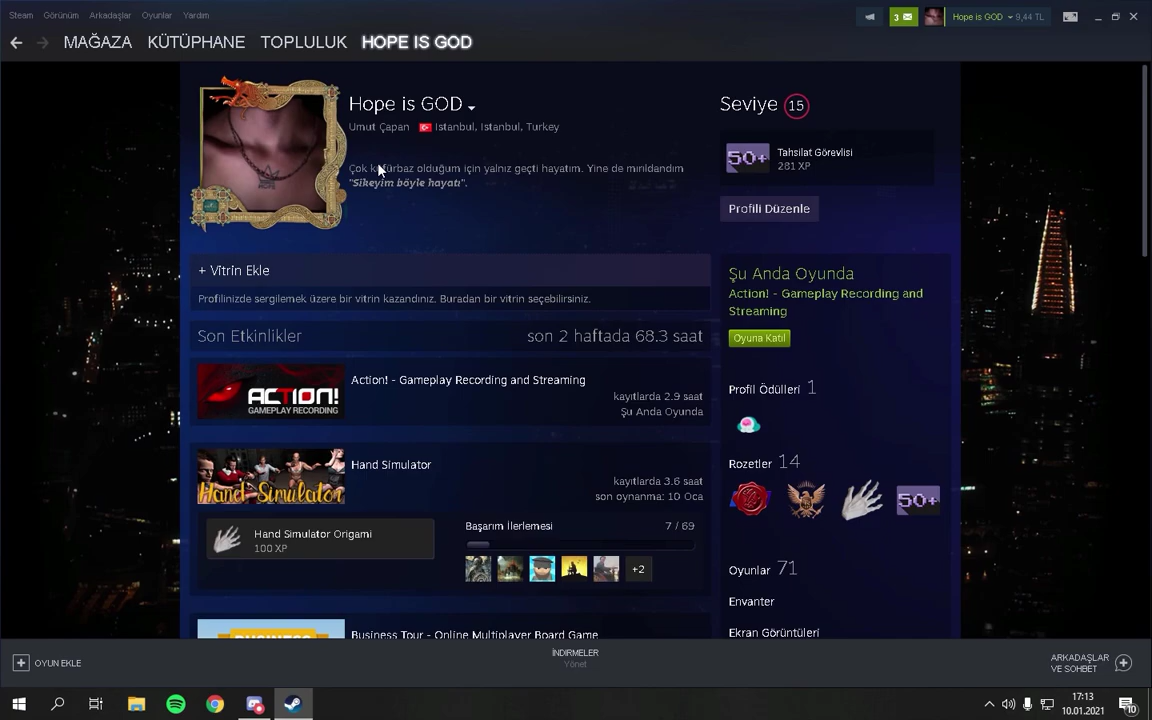 Steam Görünüm Arkadaşlar Oyunlar Yardım
3 Hope is GOD 9,44 TL
MAĞAZA KÜTÜPHANE TOPLULUK HOPE IS GOD
Hope is GOD
Umut Çapan Istanbul, Istanbul, Turkey
Çok küfürbaz olduğum için yalnız geçti hayatım. Yine de mırıldandım
"Sikeyim böyle hayatı".
Seviye 15
50+ Tahsilat Görevlisi
281 XP
Profili Düzenle
+ Vitrin Ekle
Profilinizde sergilemek üzere bir vitrin kazandınız. Buradan bir vitrin seçebilirsiniz.
Son Etkinlikler son 2 haftada 68.3 saat
ACTION!
GAMEPLAY RECORDING
Action! - Gameplay Recording and Streaming
kayıtlarda 2.9 saat
Şu Anda Oyunda
Hand Simulator
Hand Simulator
kayıtlarda 3.6 saat
son oynanma: 10 Oca
Hand Simulator Origami
100 XP
Başarım İlerlemesi 7 / 69
+2
Business Tour - Online Multiplayer Board Game
Şu Anda Oyunda
Action! - Gameplay Recording and
Streaming
Oyuna Katıl
Profil Ödülleri 1
Rozetler 14
50+
Oyunlar 71
Envanter
Ekran Görüntüleri
OYUN EKLE
İNDİRMELER
Yönet
ARKADAŞLAR
VE SOHBET
17:13
10.01.2021
10